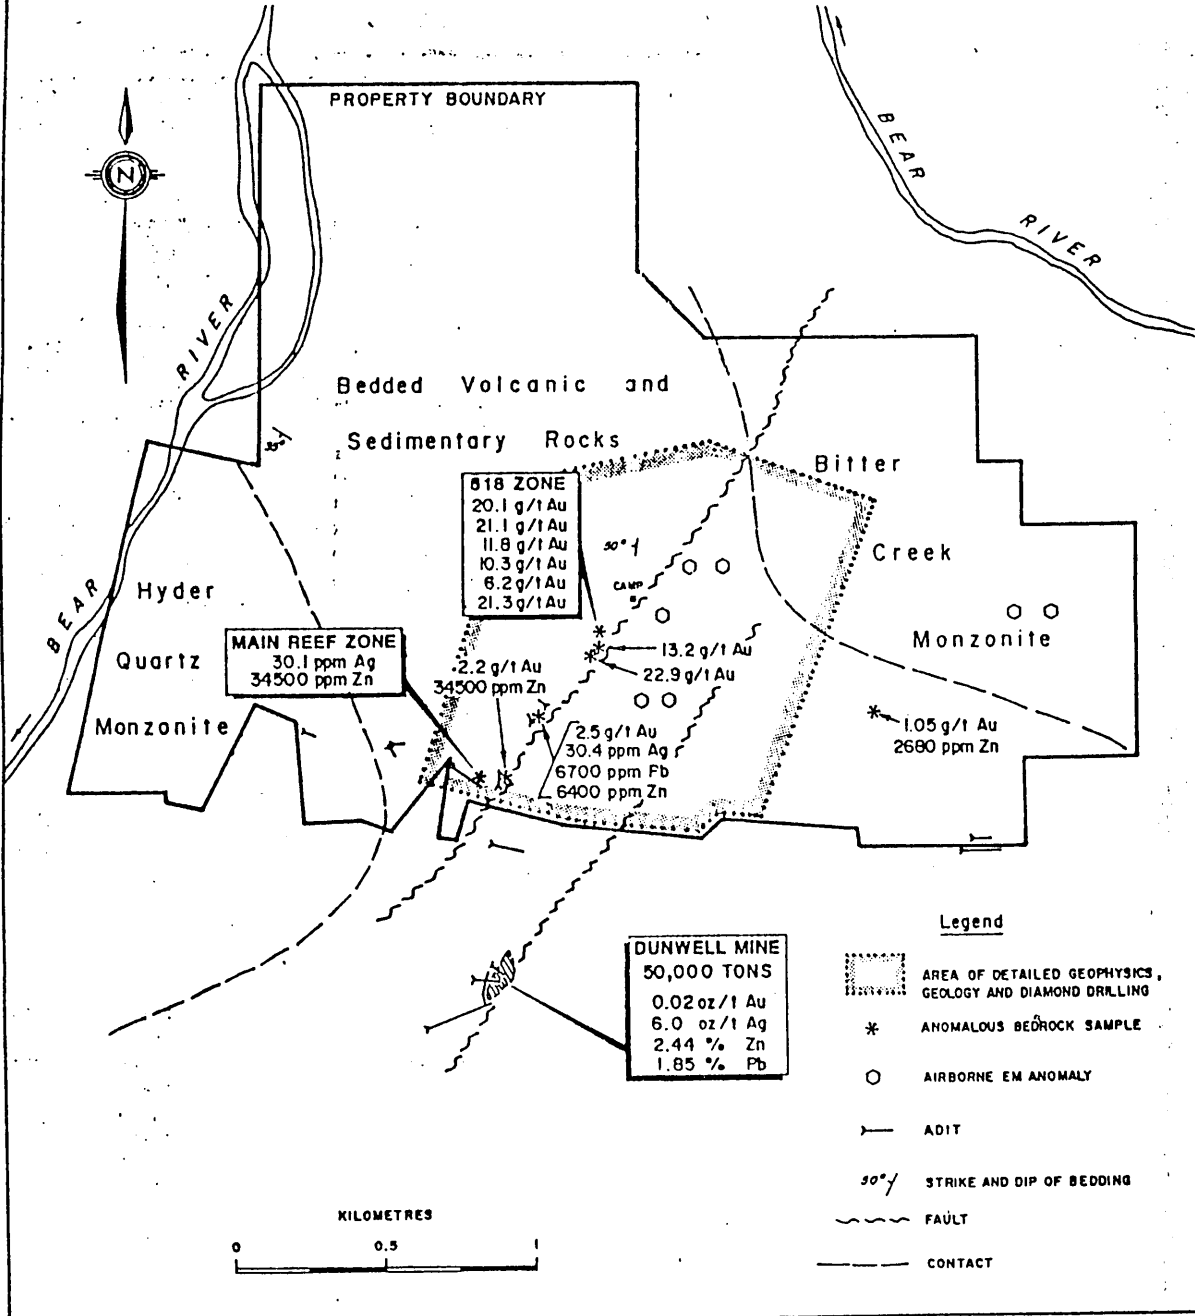 PROPERTY BOUNDARY
N
BEAR
RIVER
RIVER
BEAR
Bedded Volcanic and
Sedimentary Rocks
Bitter
Creek
Monzonite
Hyder
Quartz
Monzonite
618 ZONE
20.1 g/t Au
21.1 g/t Au
11.8 g/t Au
10.3 g/t Au
6.2 g/t Au
21.3 g/t Au
50°
CAMP
13.2 g/t Au
22.9 g/t Au
MAIN REEF ZONE
30.1 ppm Ag
34500 ppm Zn
2.2 g/t Au
34500 ppm Zn
2.5 g/t Au
30.4 ppm Ag
6700 ppm Pb
6400 ppm Zn
1.05 g/t Au
2680 ppm Zn
DUNWELL MINE
50,000 TONS
0.02 oz/t Au
6.0 oz/t Ag
2.44 % Zn
1.85 % Pb
Legend
AREA OF DETAILED GEOPHYSICS,
GEOLOGY AND DIAMOND DRILLING
ANOMALOUS BEDROCK SAMPLE
AIRBORNE EM ANOMALY
ADIT
50° STRIKE AND DIP OF BEDDING
FAULT
CONTACT
KILOMETRES
0 0.5 1